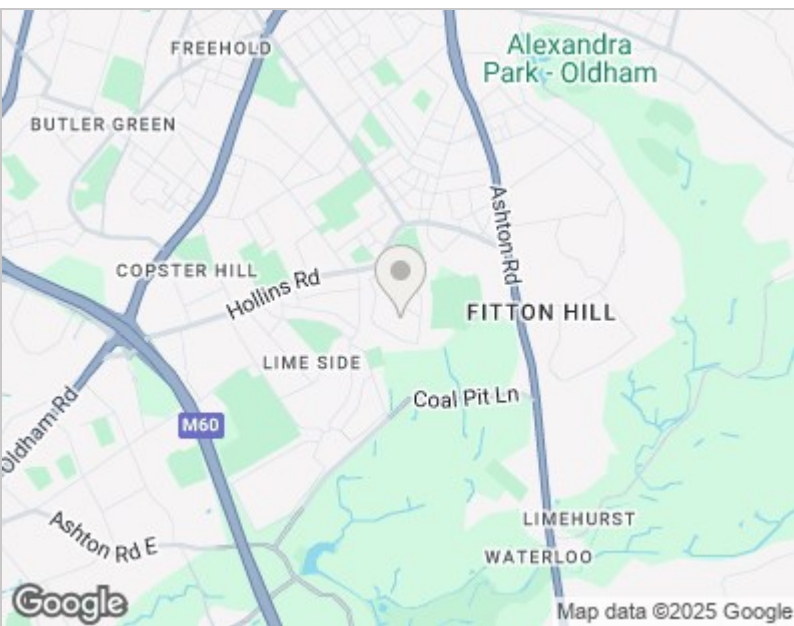 FREEHOLD
Alexandra
Park - Oldham
BUTLER GREEN
Ashton Rd
COPSTER HILL
Hollins Rd
FITTON HILL
LIME SIDE
Coal Pit Ln
Oldham Rd
M60
Ashton Rd E
LIMEHURST
WATERLOO
Google
Map data ©2025 Google